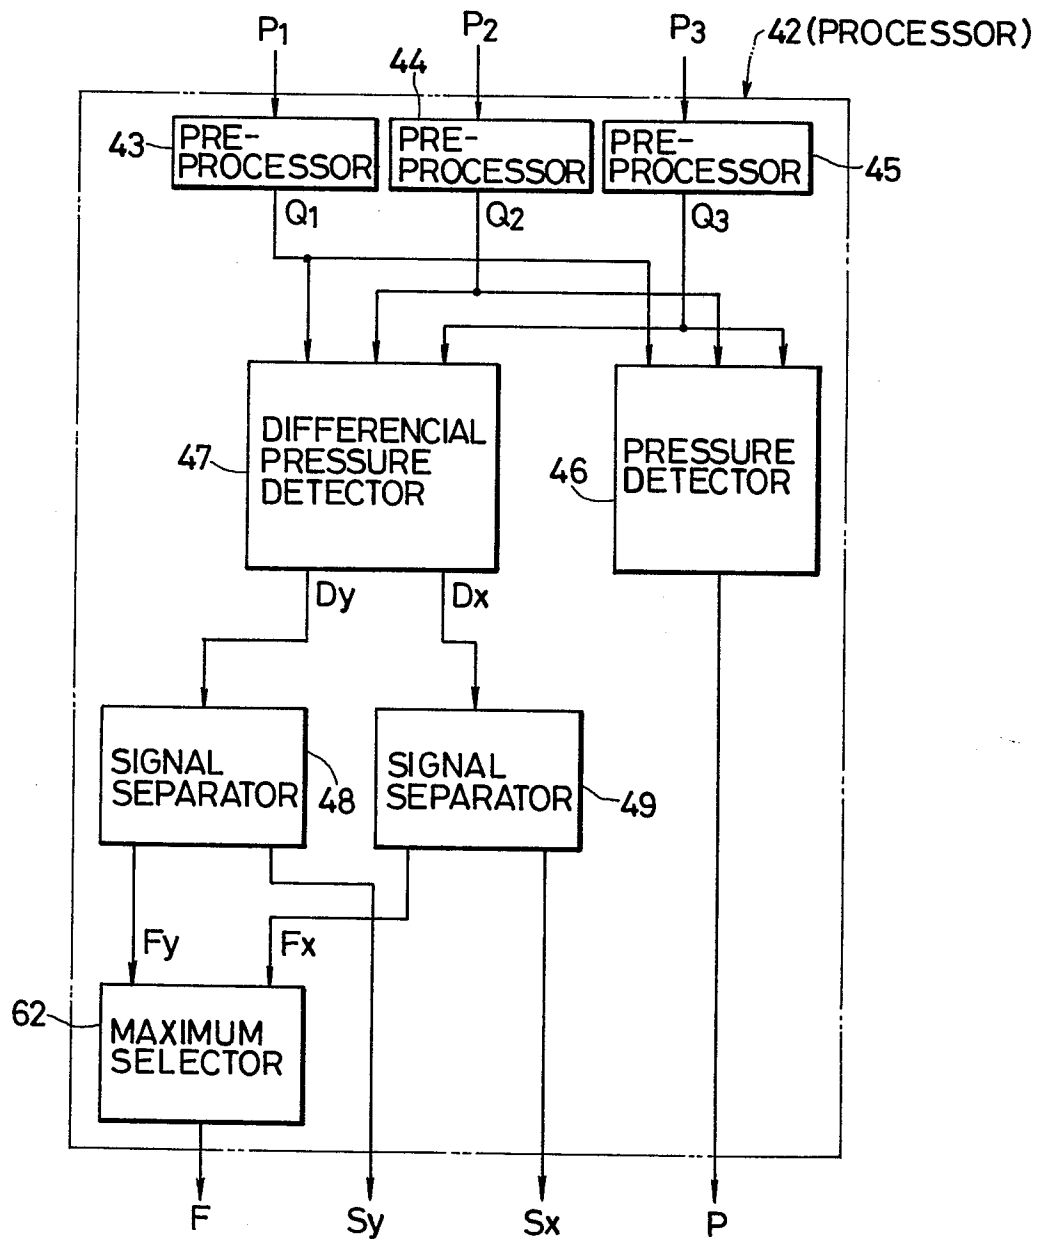 P1
P2
P3
42 (PROCESSOR)
44
43
PRE-
PROCESSOR
PRE-
PROCESSOR
PRE-
PROCESSOR
45
Q1
Q2
Q3
47
DIFFERENCIAL
PRESSURE
DETECTOR
46
PRESSURE
DETECTOR
Dy
Dx
SIGNAL
SEPARATOR
48
SIGNAL
SEPARATOR
49
Fy
Fx
62
MAXIMUM
SELECTOR
F
Sy
Sx
P